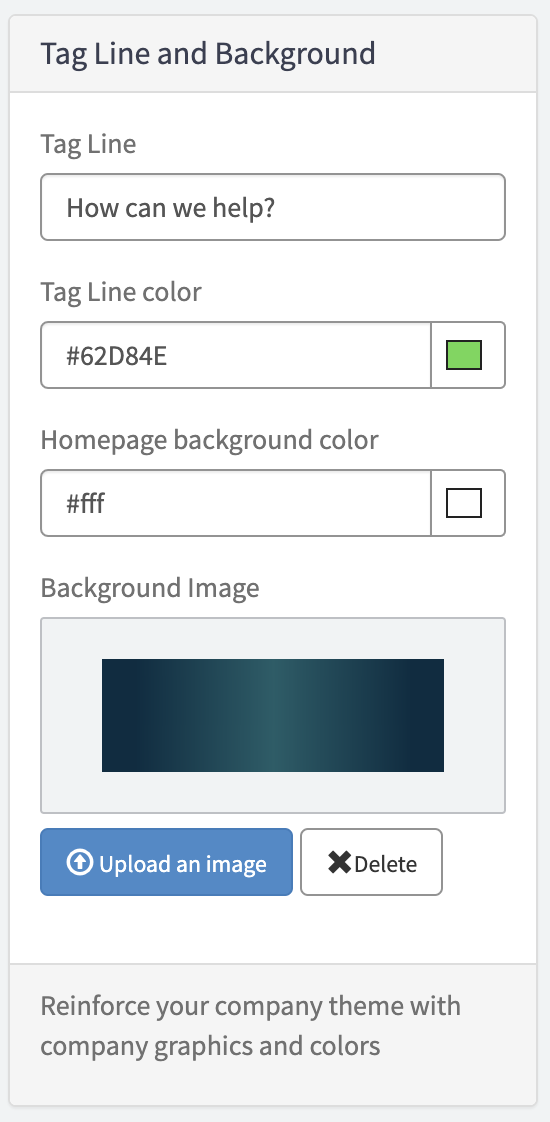 Tag Line and Background
Tag Line
How can we help?
Tag Line color
#62D84E
Homepage background color
#fff
Background Image
Upload an image
Delete
Reinforce your company theme with
company graphics and colors